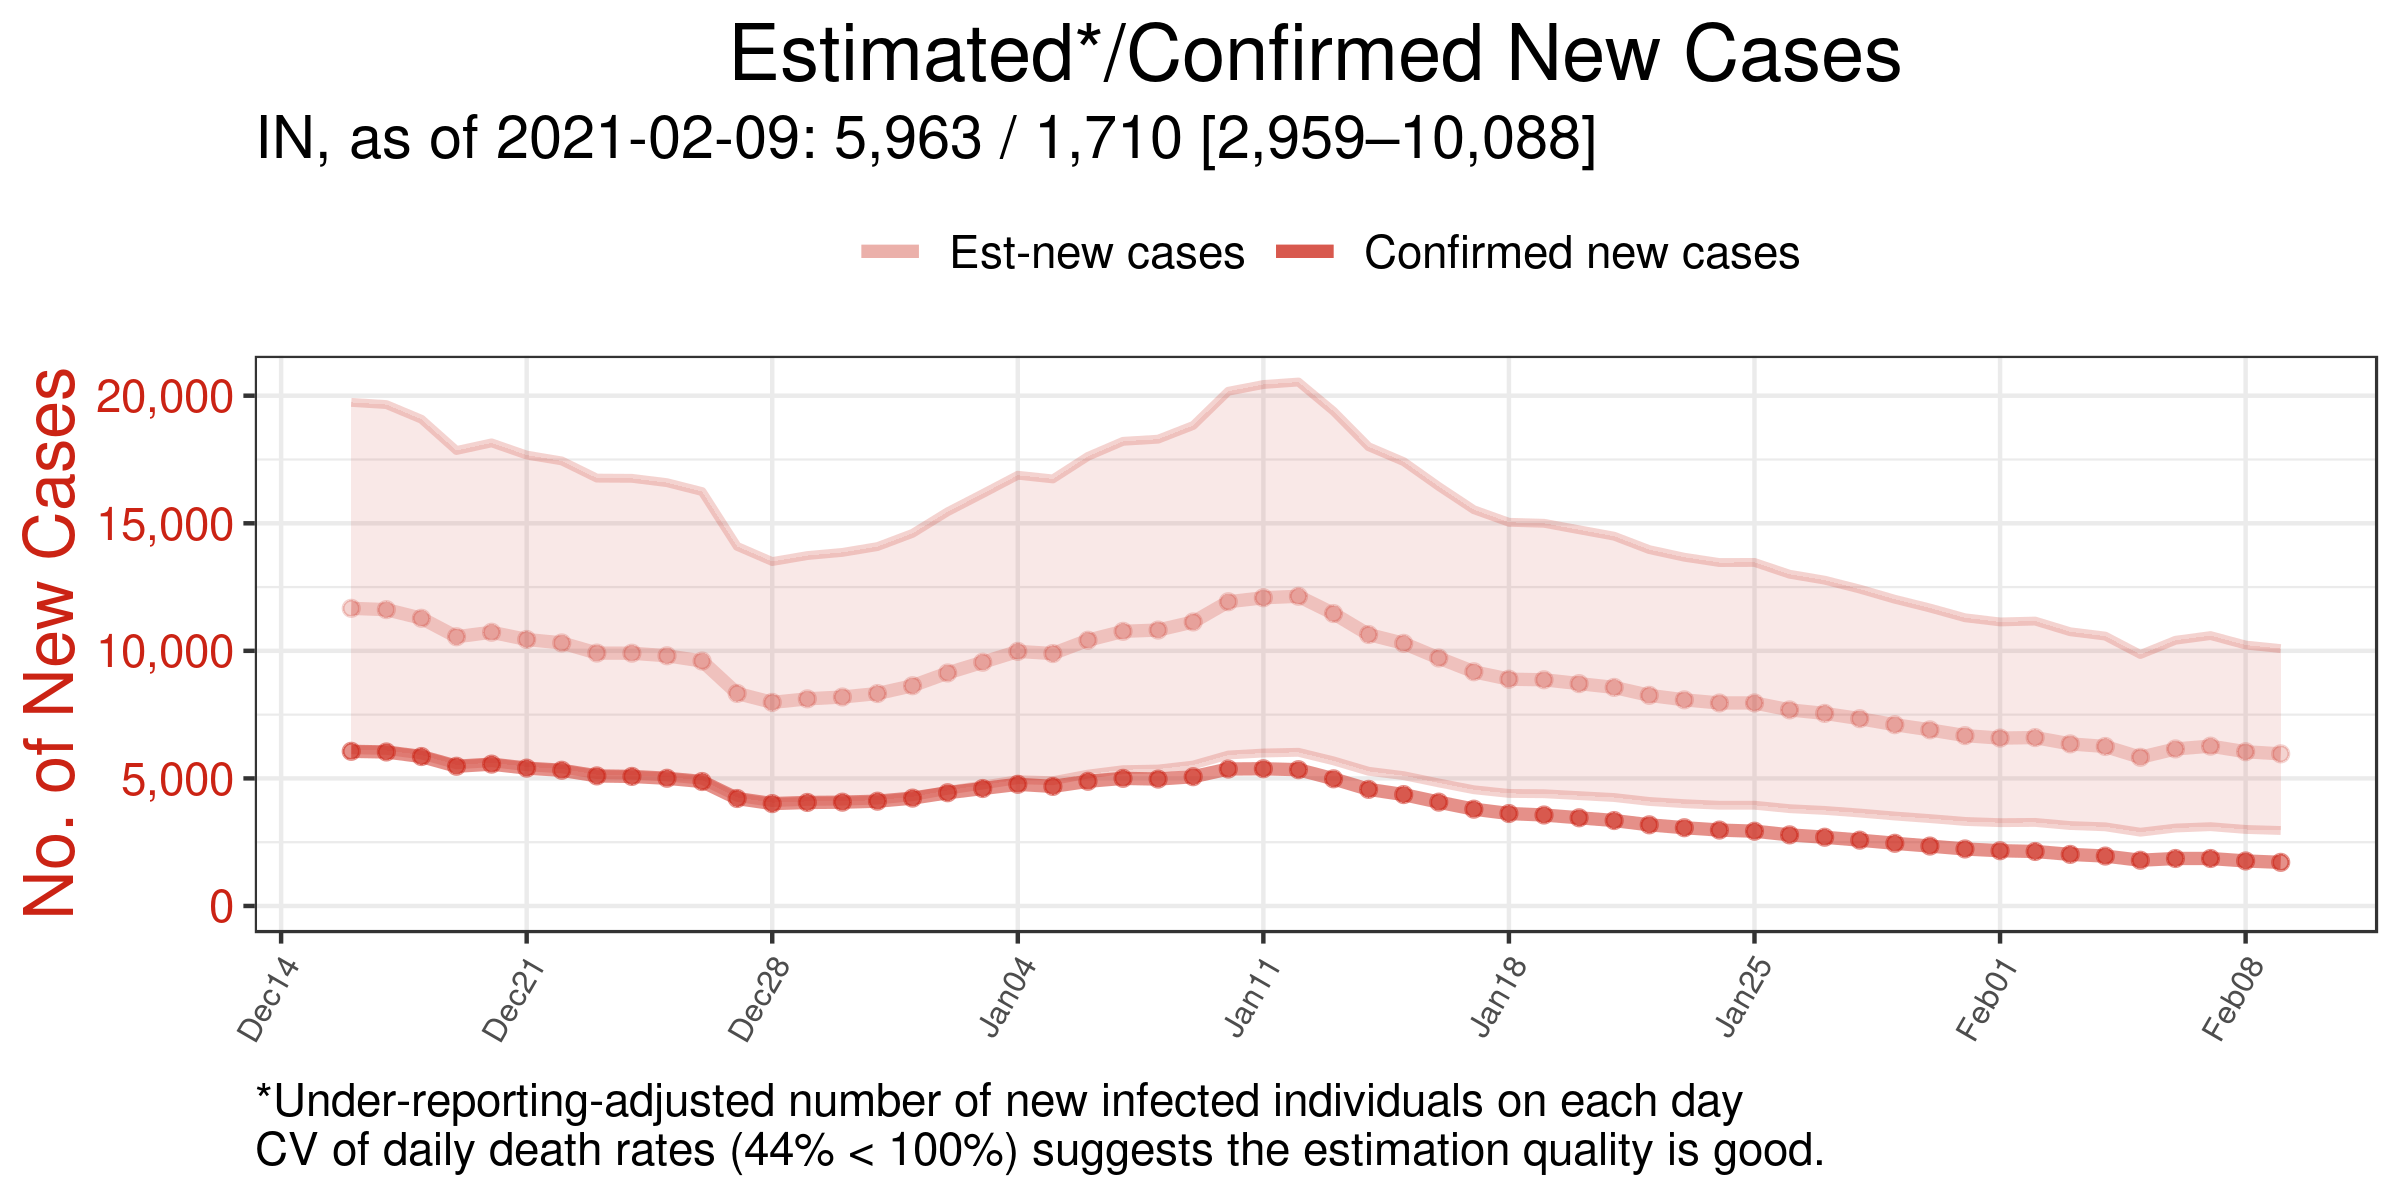 Estimated*/Confirmed New Cases
IN, as of 2021-02-09: 5,963 / 1,710 [2,959–10,088]
Est-new cases
Confirmed new cases
No. of New Cases
20,000
15,000
10,000
5,000
0
Dec14
Dec21
Dec28
Jan04
Jan11
Jan18
Jan25
Feb01
Feb08
*Under-reporting-adjusted number of new infected individuals on each day
CV of daily death rates (44% < 100%) suggests the estimation quality is good.